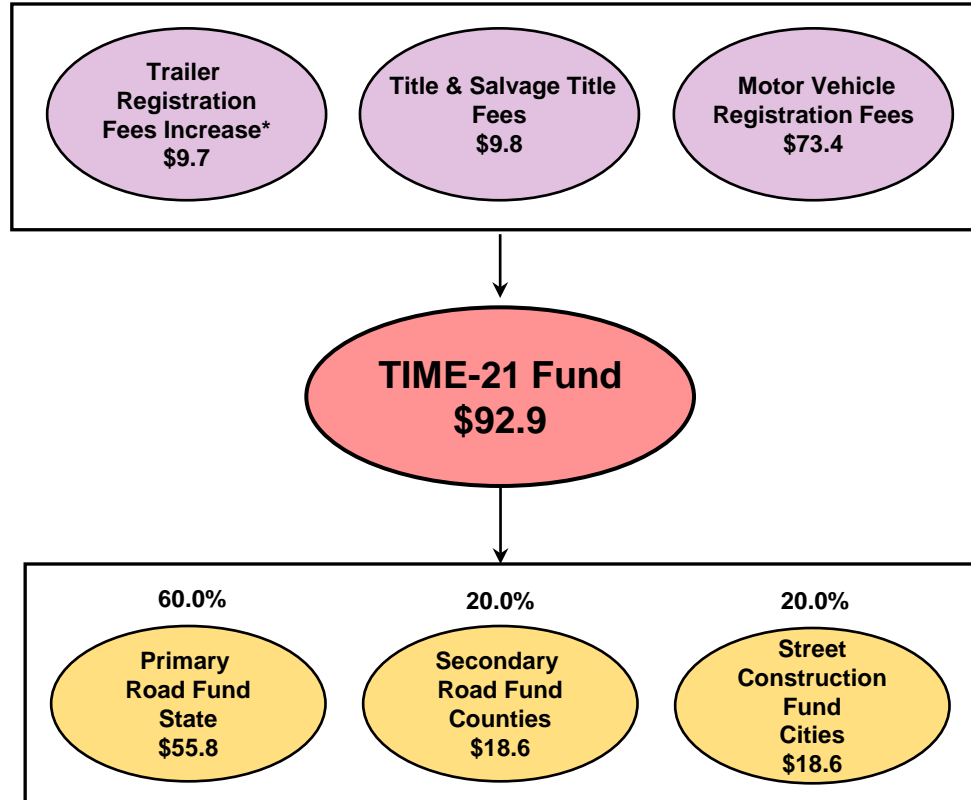 Trailer
Registration
Fees Increase*
$9.7
Title & Salvage Title
Fees
$9.8
Motor Vehicle
Registration Fees
$73.4
TIME-21 Fund
$92.9
60.0%
20.0%
20.0%
Primary
Road Fund
State
$55.8
Secondary
Road Fund
Counties
$18.6
Street
Construction
Fund
Cities
$18.6